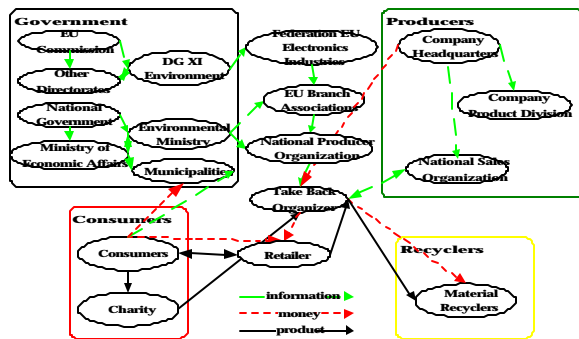 Government
EU
Commission
Other
Directorates
National
Government
Ministry of
Economic Affairs
DG XI
Environment
Environmental
Ministry
Municipalities
Federation EU
Electronics
Industries
EU Branch
Associations
National Producer
Organization
Take Back
Organizer
Producers
Company
Headquarters
Company
Product Division
National Sales
Organization
Consumers
Consumers
Charity
Retailer
Recyclers
Material
Recyclers
information
money
product